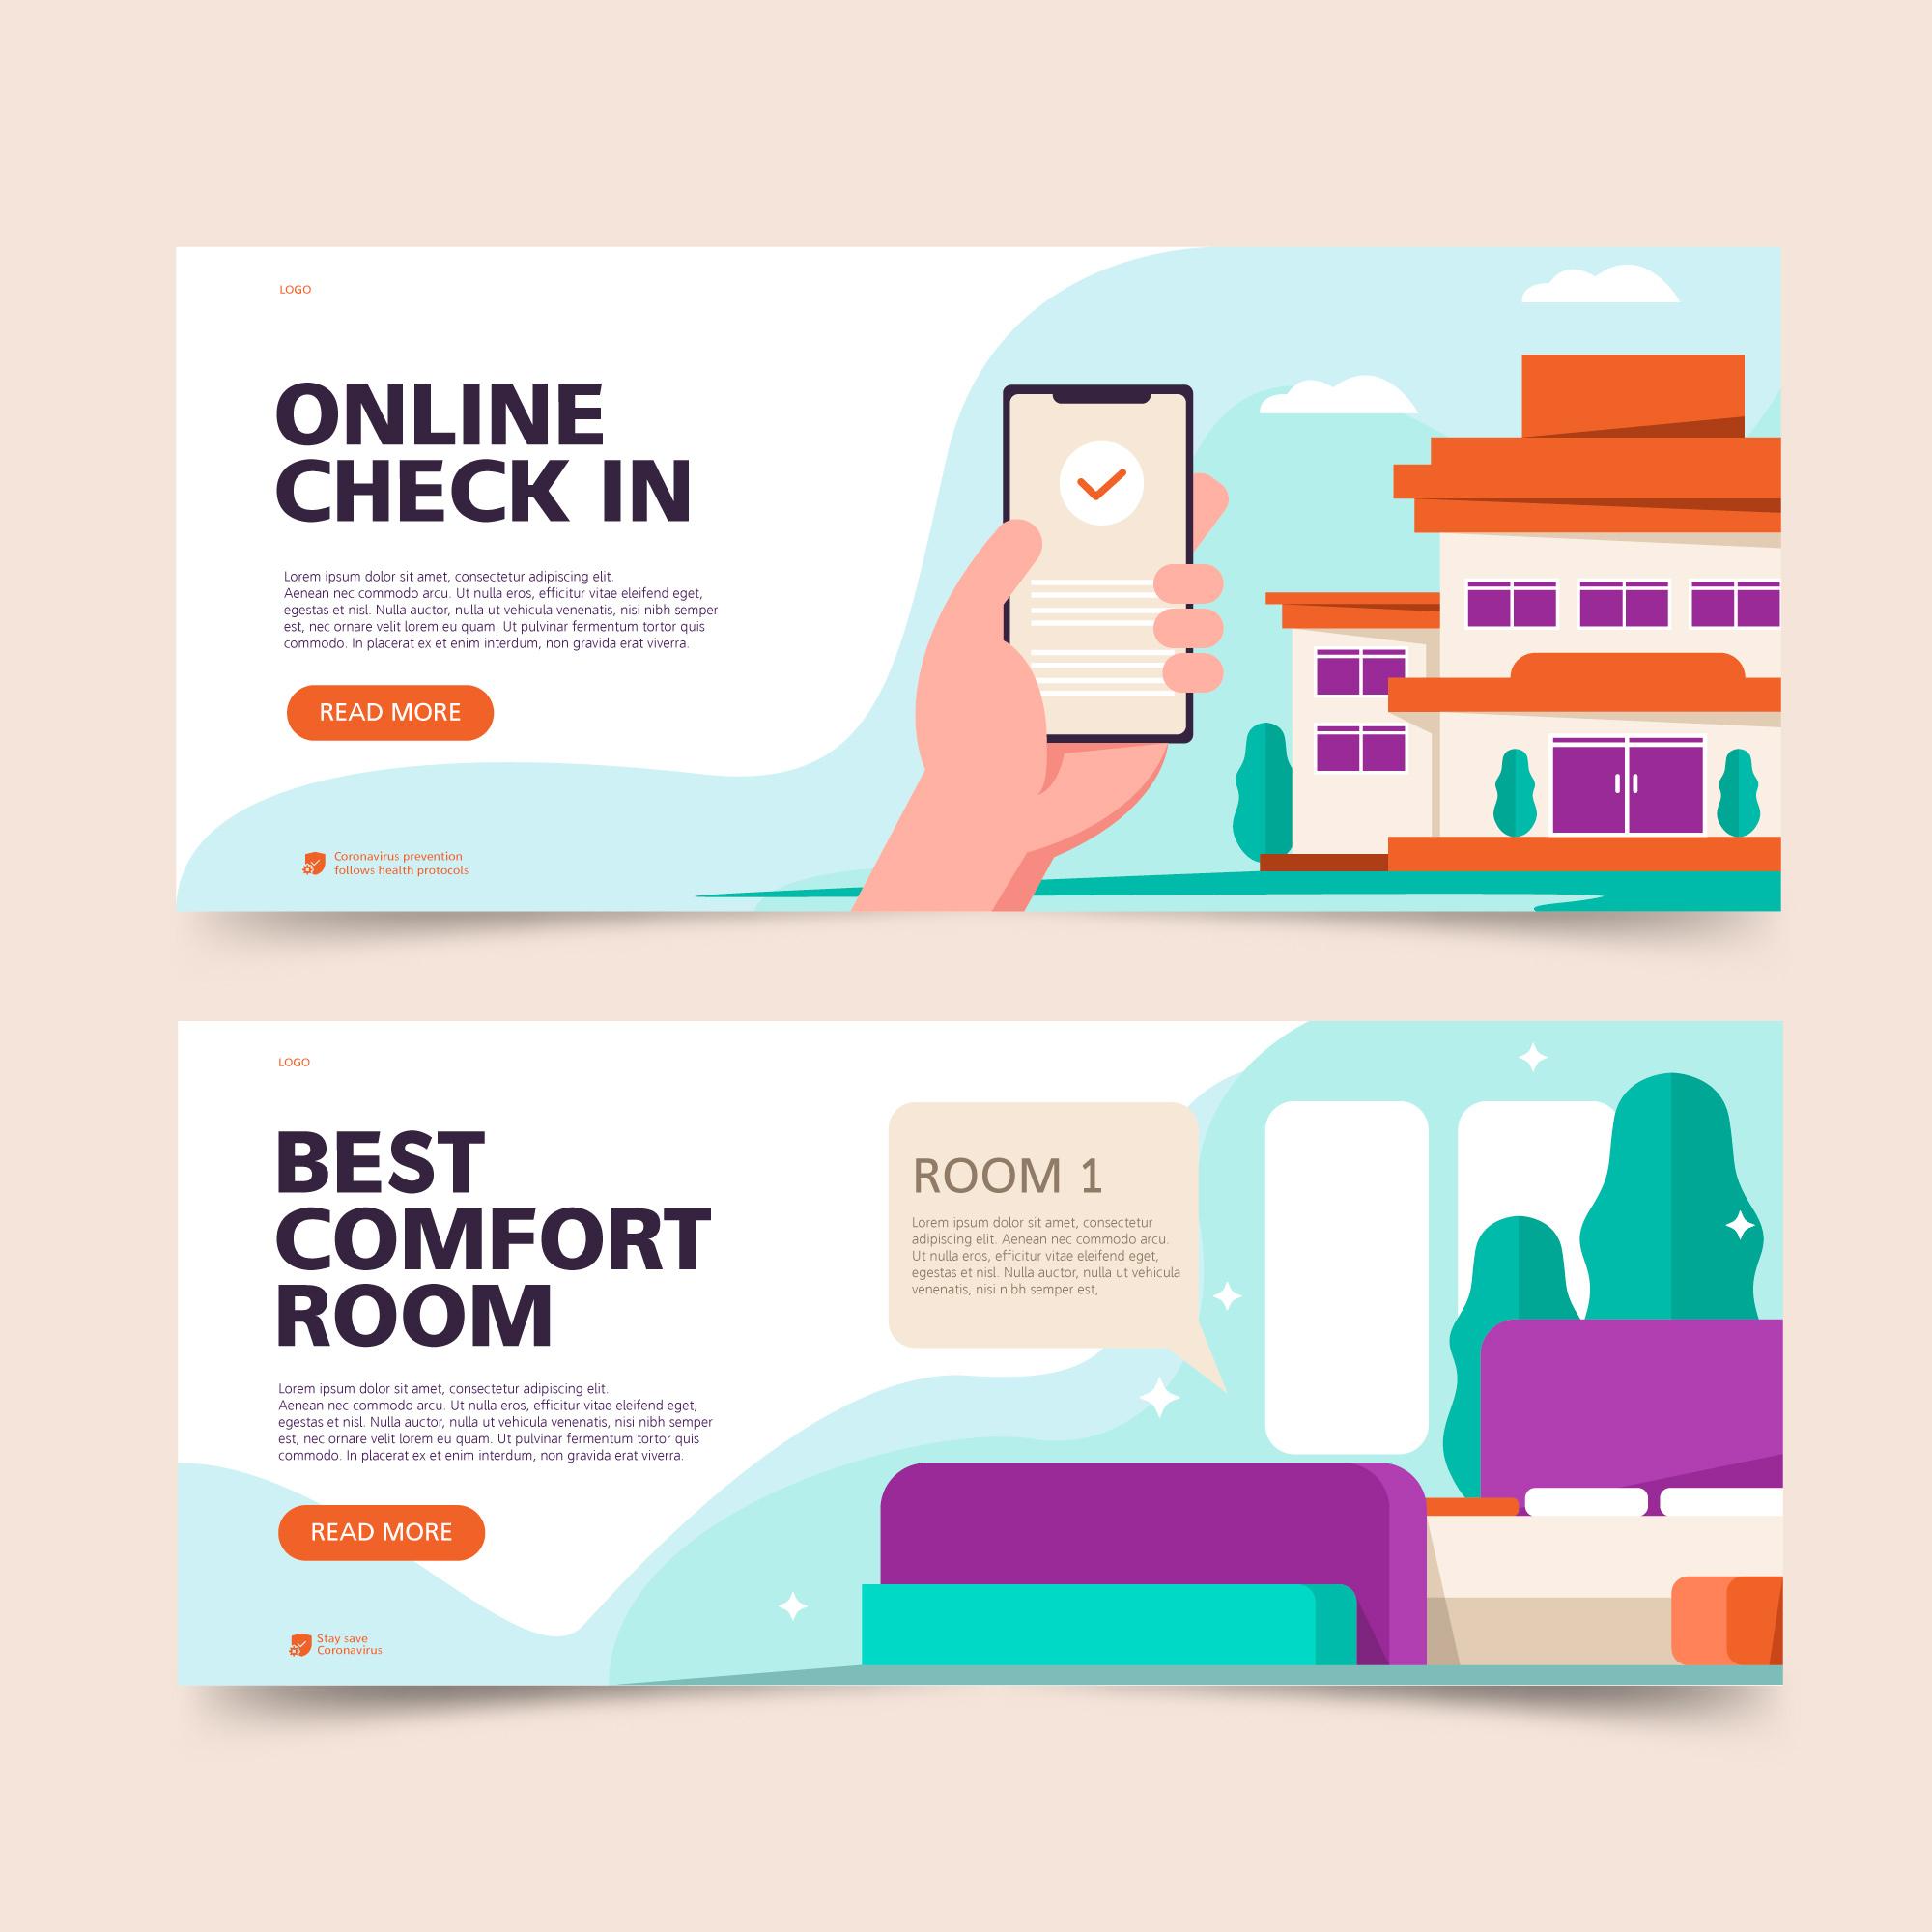 LOGO
ONLINE
CHECK IN
Lorem ipsum dolor sit amet, consectetur adipiscing elit.
Aenean nec commodo arcu. Ut nulla eros, efficitur vitae eleifend eget,
egestas et nisl. Nulla auctor, nulla ut vehicula venenatis, nisi nibh semper
est, nec ornare velit lorem eu quam. Ut pulvinar fermentum tortor quis
commodo. In placerat ex et enim interdum, non gravida erat viverra.
READ MORE
Coronavirus prevention
follows health protocols
LOGO
BEST
COMFORT
ROOM
Lorem ipsum dolor sit amet, consectetur adipiscing elit.
Aenean nec commodo arcu. Ut nulla eros, efficitur vitae eleifend eget,
egestas et nisl. Nulla auctor, nulla ut vehicula venenatis, nisi nibh semper
est, nec ornare velit lorem eu quam. Ut pulvinar fermentum tortor quis
commodo. In placerat ex et enim interdum, non gravida erat viverra.
READ MORE
Stay save
Coronavirus
ROOM 1
Lorem ipsum dolor sit amet, consectetur
adipiscing elit. Aenean nec commodo arcu.
Ut nulla eros, efficitur vitae eleifend eget,
egestas et nisl. Nulla auctor, nulla ut vehicula
venenatis, nisi nibh semper est,